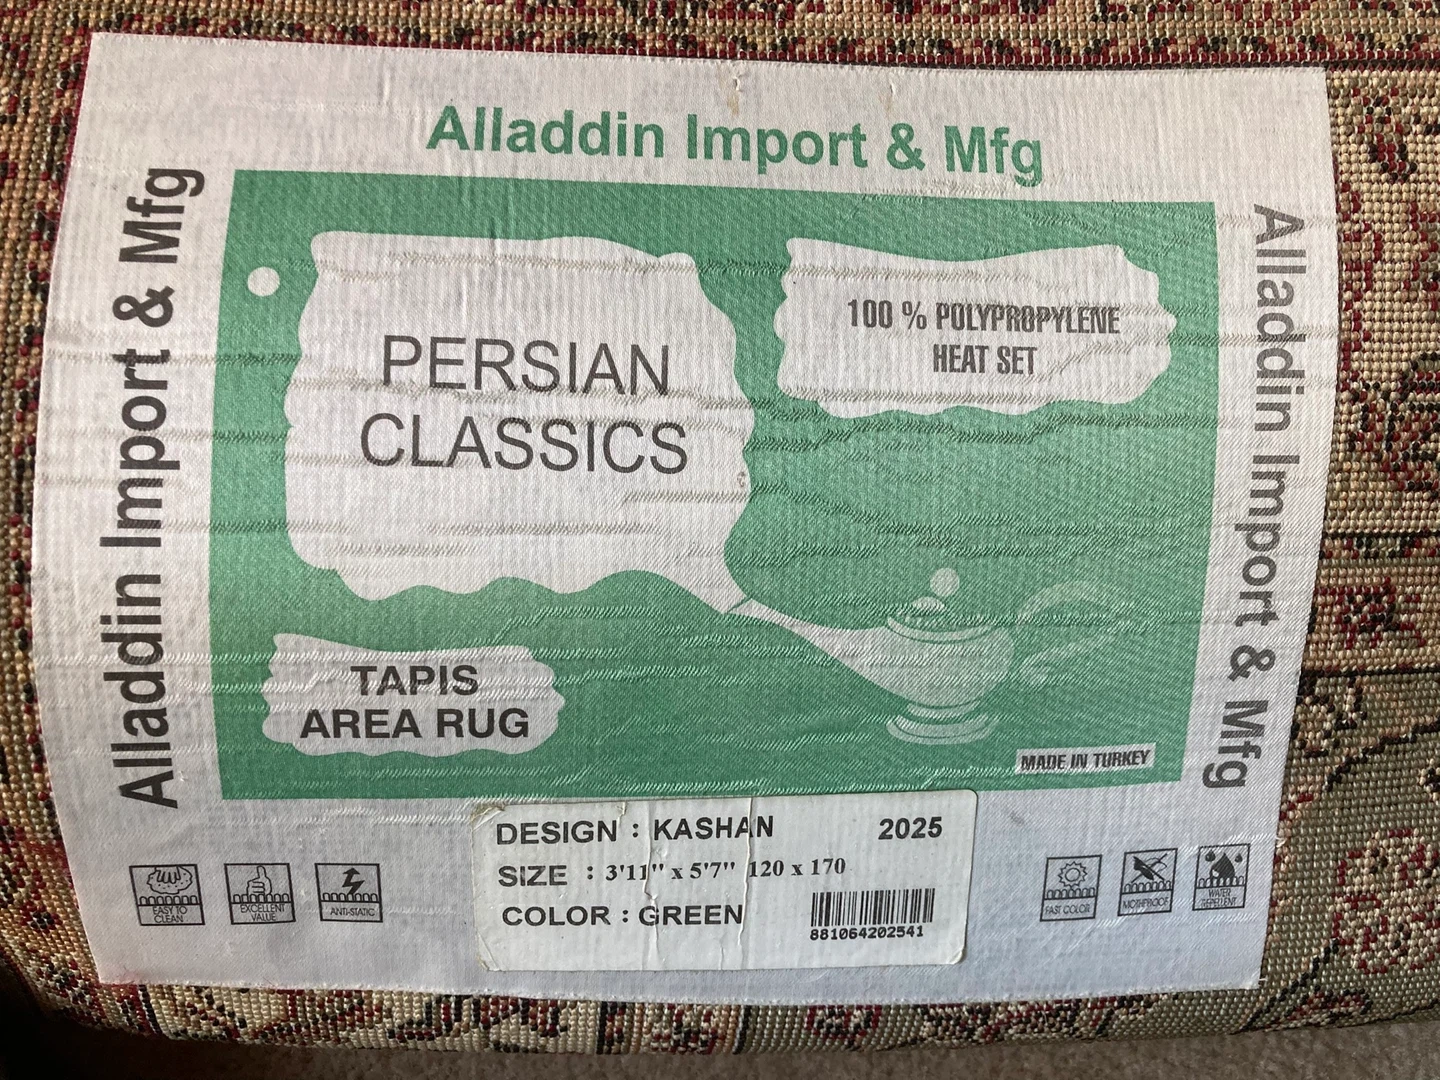 Alladdin Import & Mfg
Alladdin Import & Mfg
Alladdin Import & Mfg
PERSIAN
CLASSICS
100 % POLYPROPYLENE
HEAT SET
TAPIS
AREA RUG
MADE IN TURKEY
DESIGN : KASHAN 2025
SIZE : 3'11" x 5'7" 120 x 170
COLOR : GREEN
881064202541
EASY TO
CLEAN
EXCELLENT
VALUE
ANTI-STATIC
FAST COLOR
MOTHPROOF
WATER
REPELLENT